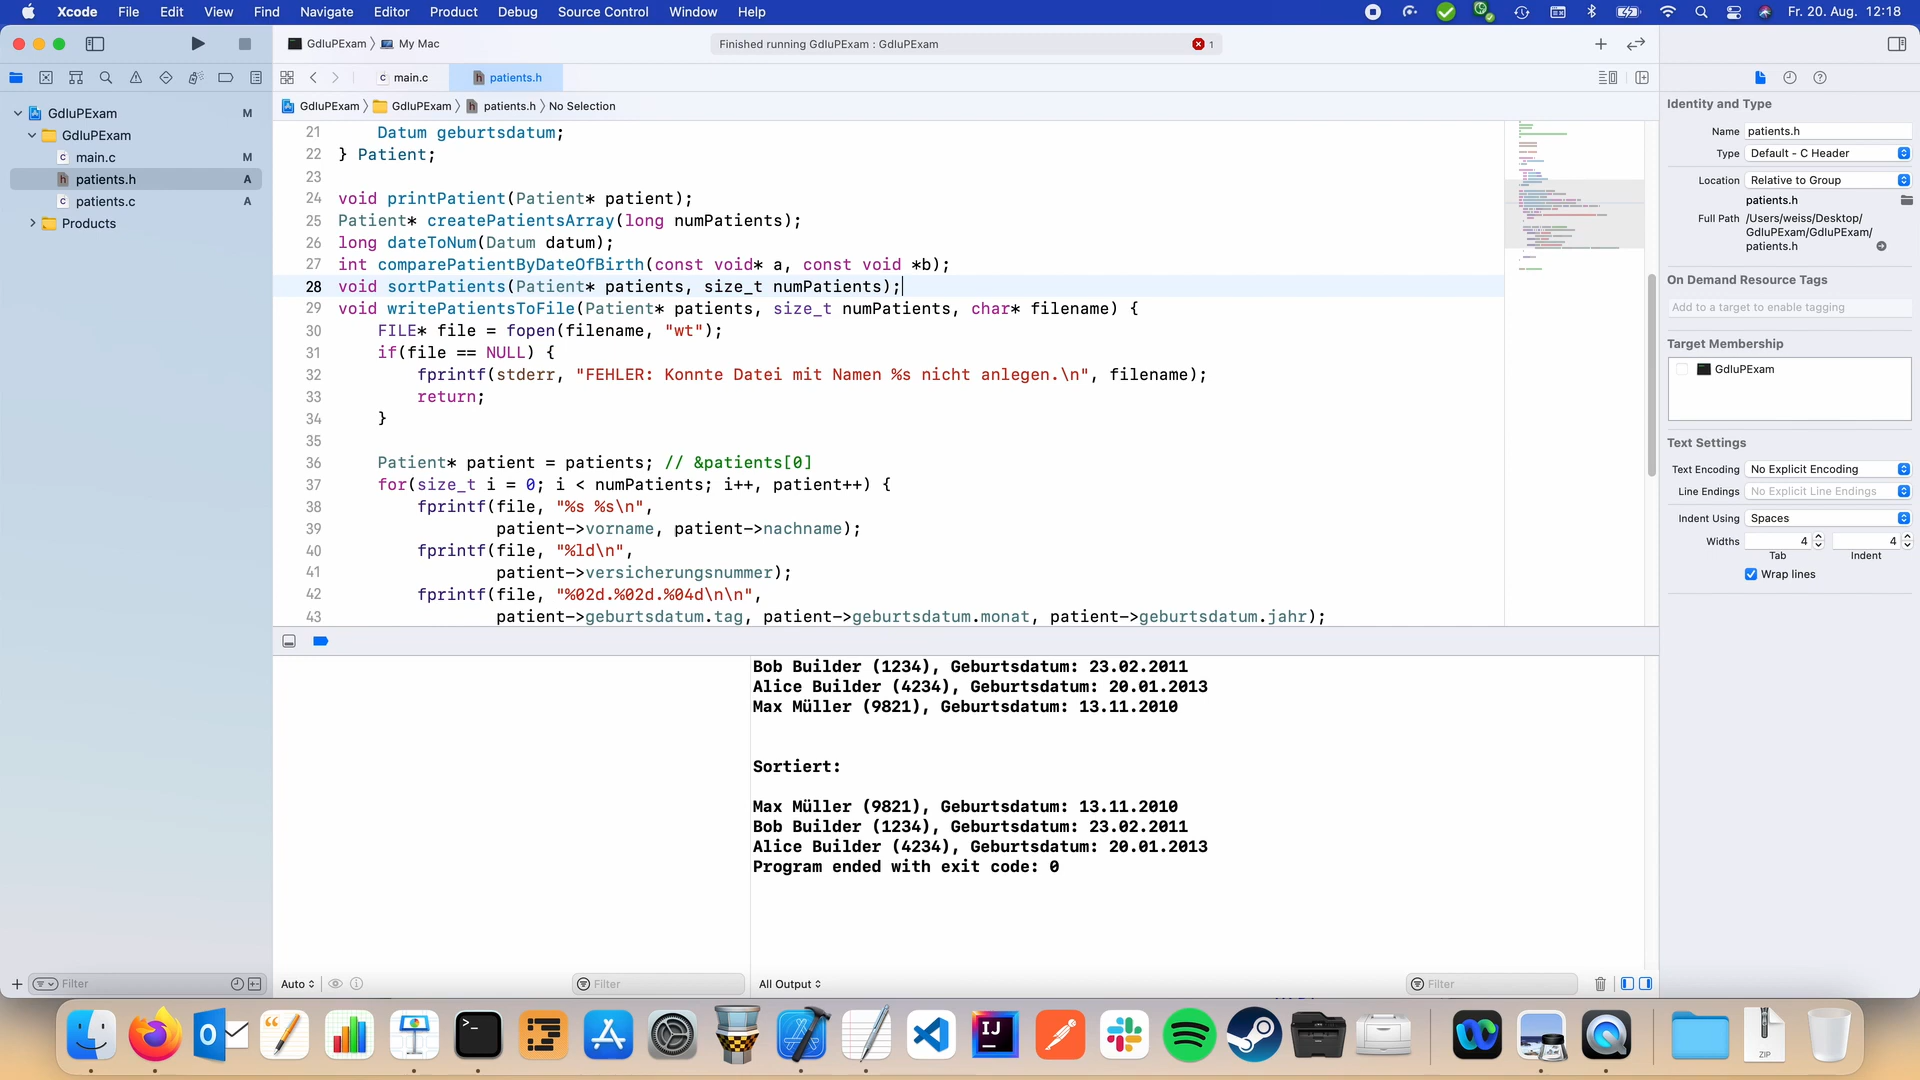 Xcode File Edit View Find Navigate Editor Product Debug Source Control Window Help Fr. 20. Aug. 12:18
GdIuPExam My Mac Finished running GdIuPExam : GdIuPExam 1
main.c patients.h
GdIuPExam GdIuPExam patients.h No Selection
GdIuPExam M
GdIuPExam
main.c M
patients.h A
patients.c A
Products
21 Datum geburtsdatum;
22 } Patient;
23
24 void printPatient(Patient* patient);
25 Patient* createPatientsArray(long numPatients);
26 long dateToNum(Datum datum);
27 int comparePatientByDateOfBirth(const void* a, const void *b);
28 void sortPatients(Patient* patients, size_t numPatients);
29 void writePatientsToFile(Patient* patients, size_t numPatients, char* filename) {
30 FILE* file = fopen(filename, "wt");
31 if(file == NULL) {
32 fprintf(stderr, "FEHLER: Konnte Datei mit Namen %s nicht anlegen.\n", filename);
33 return;
34 }
35
36 Patient* patient = patients; // &patients[0]
37 for(size_t i = 0; i < numPatients; i++, patient++) {
38 fprintf(file, "%s %s\n",
39 patient->vorname, patient->nachname);
40 fprintf(file, "%ld\n",
41 patient->versicherungsnummer);
42 fprintf(file, "%02d.%02d.%04d\n\n",
43 patient->geburtsdatum.tag, patient->geburtsdatum.monat, patient->geburtsdatum.jahr);
Bob Builder (1234), Geburtsdatum: 23.02.2011
Alice Builder (4234), Geburtsdatum: 20.01.2013
Max Müller (9821), Geburtsdatum: 13.11.2010
Sortiert:
Max Müller (9821), Geburtsdatum: 13.11.2010
Bob Builder (1234), Geburtsdatum: 23.02.2011
Alice Builder (4234), Geburtsdatum: 20.01.2013
Program ended with exit code: 0
Filter Auto Filter All Output Filter
Identity and Type
Name patients.h
Type Default - C Header
Location Relative to Group
patients.h
Full Path /Users/weiss/Desktop/
GdIuPExam/GdIuPExam/
patients.h
On Demand Resource Tags
Add to a target to enable tagging
Target Membership
GdIuPExam
Text Settings
Text Encoding No Explicit Encoding
Line Endings No Explicit Line Endings
Indent Using Spaces
Widths 4 4
Tab Indent
Wrap lines
IJ
ZIP